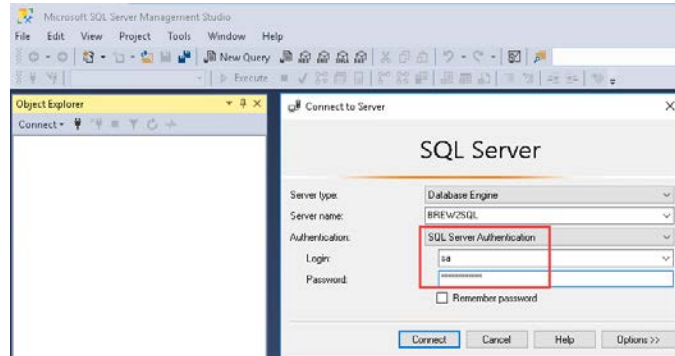 Microsoft SQL Server Management Studio
File Edit View Project Tools Window Help
New Query
Execute
Object Explorer
Connect
Connect to Server
SQL Server
Server type: Database Engine
Server name: BREW2SQL
Authentication: SQL Server Authentication
Login: sa
Password: ***********
Remember password
Connect Cancel Help Options >>